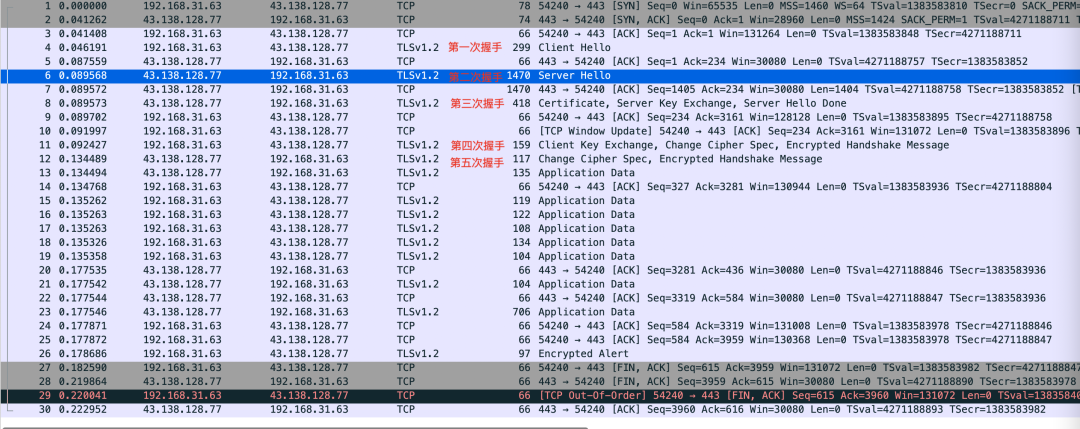 1 0.000000 192.168.31.63 43.138.128.77 TCP 78 54240 → 443 [SYN] Seq=0 Win=65535 Len=0 MSS=1460 WS=64 TSval=1383583810 TSecr=0 SACK_PERM=
2 0.041262 43.138.128.77 192.168.31.63 TCP 74 443 → 54240 [SYN, ACK] Seq=0 Ack=1 Win=28960 Len=0 MSS=1424 SACK_PERM=1 TSval=4271188711 T
3 0.041408 192.168.31.63 43.138.128.77 TCP 66 54240 → 443 [ACK] Seq=1 Ack=1 Win=131264 Len=0 TSval=1383583848 TSecr=4271188711
4 0.046191 192.168.31.63 43.138.128.77 TLSv1.2 第一次握手 299 Client Hello
5 0.087559 43.138.128.77 192.168.31.63 TCP 66 443 → 54240 [ACK] Seq=1 Ack=234 Win=30080 Len=0 TSval=4271188757 TSecr=1383583852
6 0.089568 43.138.128.77 192.168.31.63 TLSv1.2 第二次握手 1470 Server Hello
7 0.089572 43.138.128.77 192.168.31.63 TCP 1470 443 → 54240 [ACK] Seq=1405 Ack=234 Win=30080 Len=1404 TSval=4271188758 TSecr=1383583852 [T
8 0.089573 43.138.128.77 192.168.31.63 TLSv1.2 第三次握手 418 Certificate, Server Key Exchange, Server Hello Done
9 0.089702 192.168.31.63 43.138.128.77 TCP 66 54240 → 443 [ACK] Seq=234 Ack=3161 Win=128128 Len=0 TSval=1383583895 TSecr=4271188758
10 0.091997 192.168.31.63 43.138.128.77 TCP 66 [TCP Window Update] 54240 → 443 [ACK] Seq=234 Ack=3161 Win=131072 Len=0 TSval=1383583896 T
11 0.092427 192.168.31.63 43.138.128.77 TLSv1.2 第四次握手 159 Client Key Exchange, Change Cipher Spec, Encrypted Handshake Message
12 0.134489 43.138.128.77 192.168.31.63 TLSv1.2 第五次握手 117 Change Cipher Spec, Encrypted Handshake Message
13 0.134494 43.138.128.77 192.168.31.63 TLSv1.2 135 Application Data
14 0.134768 192.168.31.63 43.138.128.77 TCP 66 54240 → 443 [ACK] Seq=327 Ack=3281 Win=130944 Len=0 TSval=1383583936 TSecr=4271188804
15 0.135262 192.168.31.63 43.138.128.77 TLSv1.2 119 Application Data
16 0.135263 192.168.31.63 43.138.128.77 TLSv1.2 122 Application Data
17 0.135263 192.168.31.63 43.138.128.77 TLSv1.2 108 Application Data
18 0.135326 192.168.31.63 43.138.128.77 TLSv1.2 134 Application Data
19 0.135358 192.168.31.63 43.138.128.77 TLSv1.2 104 Application Data
20 0.177535 43.138.128.77 192.168.31.63 TCP 66 443 → 54240 [ACK] Seq=3281 Ack=436 Win=30080 Len=0 TSval=4271188846 TSecr=1383583936
21 0.177542 43.138.128.77 192.168.31.63 TLSv1.2 104 Application Data
22 0.177544 43.138.128.77 192.168.31.63 TCP 66 443 → 54240 [ACK] Seq=3319 Ack=584 Win=30080 Len=0 TSval=4271188847 TSecr=1383583936
23 0.177546 43.138.128.77 192.168.31.63 TLSv1.2 706 Application Data
24 0.177871 192.168.31.63 43.138.128.77 TCP 66 54240 → 443 [ACK] Seq=584 Ack=3319 Win=131008 Len=0 TSval=1383583978 TSecr=4271188846
25 0.177872 192.168.31.63 43.138.128.77 TCP 66 54240 → 443 [ACK] Seq=584 Ack=3959 Win=130368 Len=0 TSval=1383583978 TSecr=4271188847
26 0.178686 192.168.31.63 43.138.128.77 TLSv1.2 97 Encrypted Alert
27 0.182590 192.168.31.63 43.138.128.77 TCP 66 54240 → 443 [FIN, ACK] Seq=615 Ack=3959 Win=131072 Len=0 TSval=1383583982 TSecr=4271188847
28 0.219864 43.138.128.77 192.168.31.63 TCP 66 443 → 54240 [FIN, ACK] Seq=3959 Ack=615 Win=30080 Len=0 TSval=4271188890 TSecr=1383583978
29 0.220041 192.168.31.63 43.138.128.77 TCP 66 [TCP Out-Of-Order] 54240 → 443 [FIN, ACK] Seq=615 Ack=3960 Win=131072 Len=0 TSval=1383584
30 0.222952 43.138.128.77 192.168.31.63 TCP 66 443 → 54240 [ACK] Seq=3960 Ack=616 Win=30080 Len=0 TSval=4271188893 TSecr=1383583982